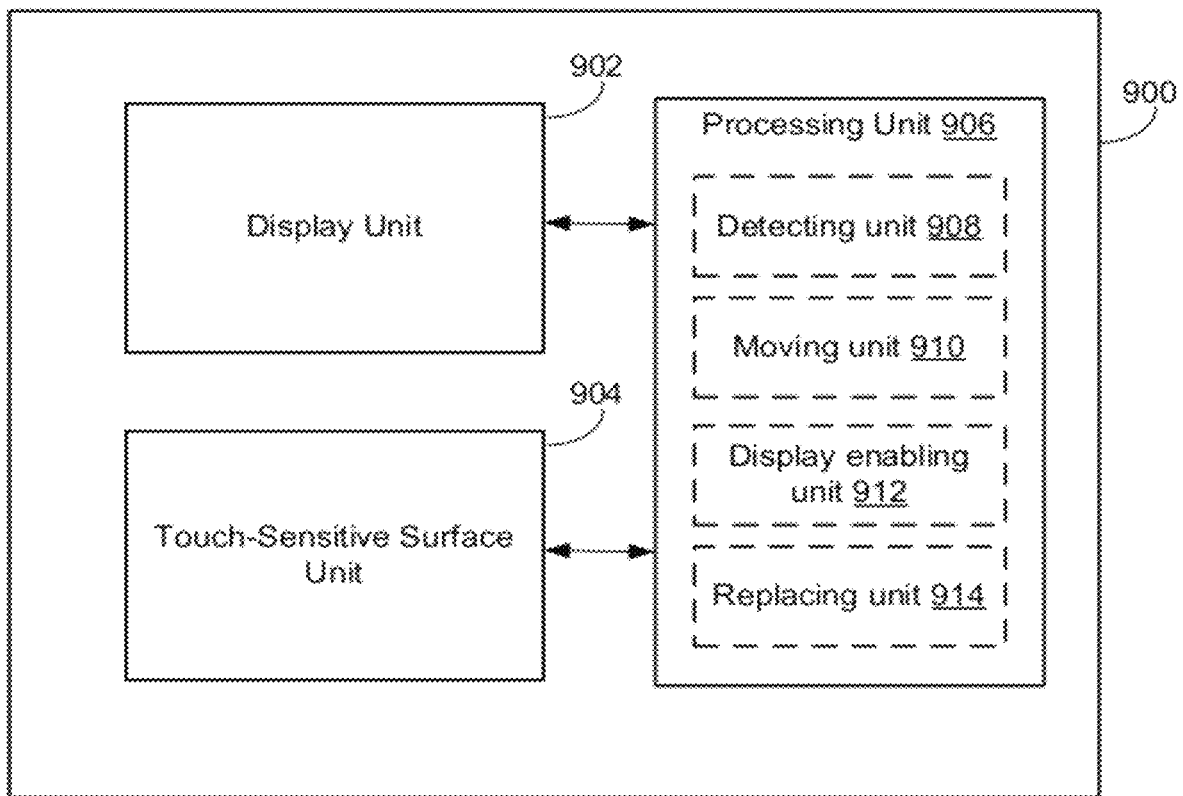 902
900
Processing Unit 906
Display Unit
Detecting unit 908
Moving unit 910
904
Display enabling
unit 912
Touch-Sensitive Surface
Unit
Replacing unit 914